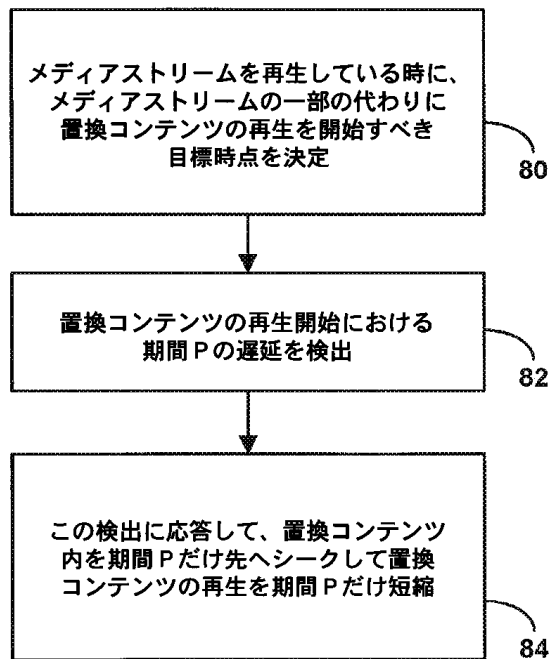 メディアストリームを再生している時に、
メディアストリームの一部の代わりに
置換コンテンツの再生を開始すべき
目標時点を決定
80
置換コンテンツの再生開始における
期間Pの遅延を検出
82
この検出に応答して、置換コンテンツ
内を期間Pだけ先へシークして置換
コンテンツの再生を期間Pだけ短縮
84